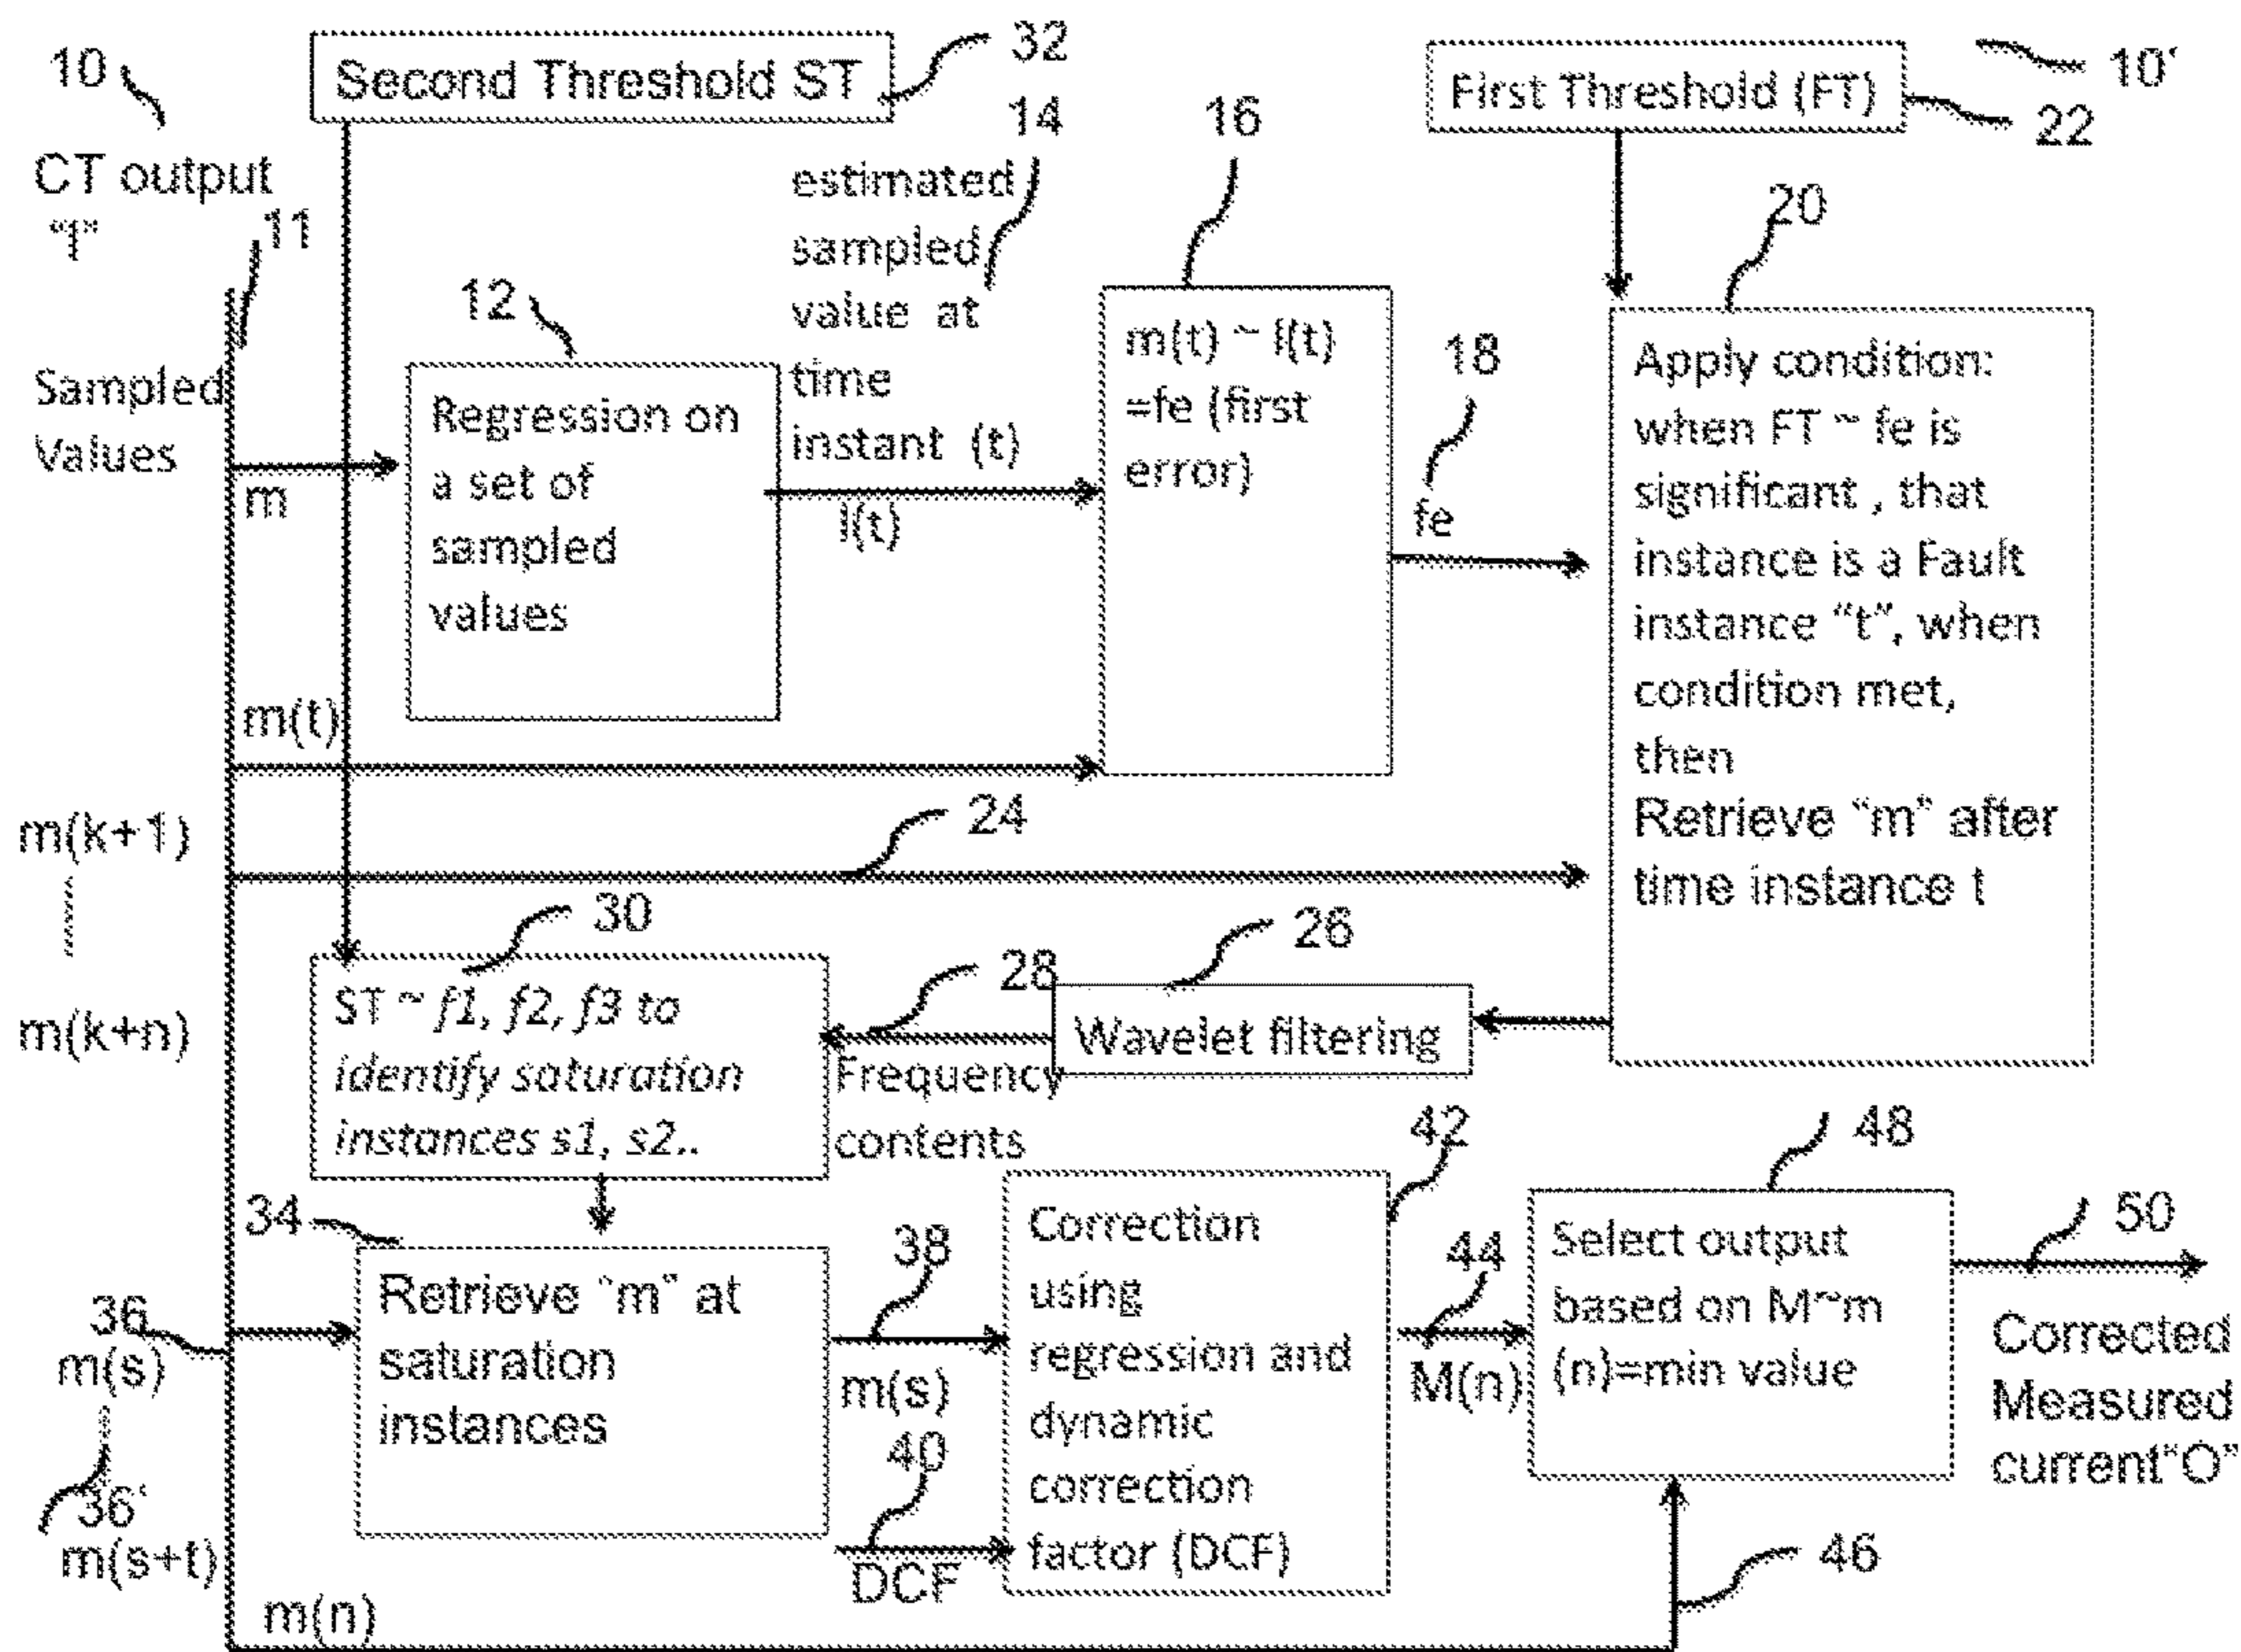 10
Second Threshold ST
32
First Threshold (FT)
10‘
22
CT output
“I”
11
Sampled
Values
14
estimated
sampled
value at
time
instant (t)
16
20
12
Regression on
a set of
sampled
values
m
I(t)
m(t) ~ I(t)
=fe (first
error)
18
fe
Apply condition:
when FT ~ fe is
significant , that
instance is a Fault
instance “t”, when
condition met,
then
Retrieve “m” after
time instance t
m(t)
m(k+1)
24
m(k+n)
30
ST ~ f1, f2, f3 to
identify saturation
instances s1, s2..
28
Frequency
contents
26
Wavelet filtering
34
Retrieve “m” at
saturation
instances
36
m(s)
36‘
m(s+t)
38
m(s)
40
DCF
42
Correction
using
regression and
dynamic
correction
factor (DCF)
44
M(n)
48
Select output
based on M~m
(n)=min value
50
Corrected
Measured
current“O”
46
m(n)